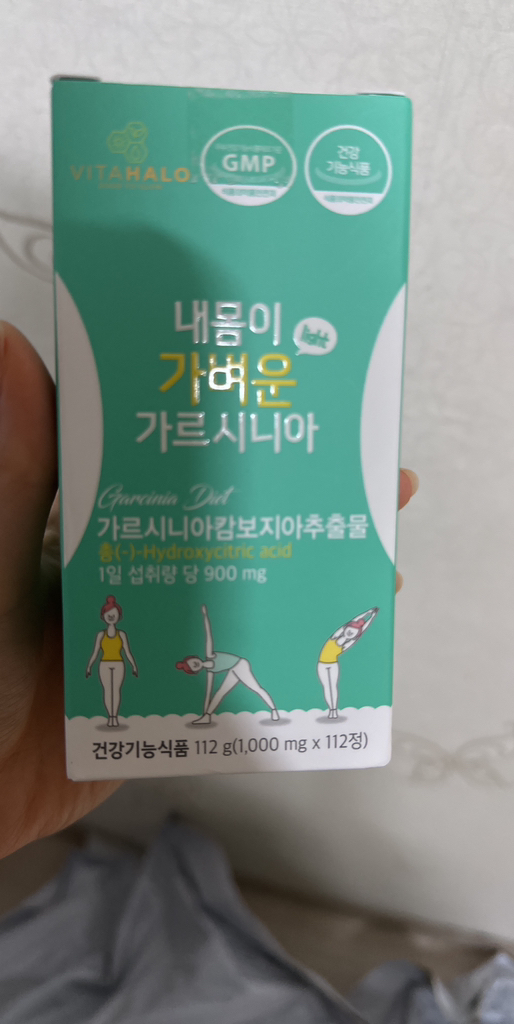 VITAHALO
GMP
건강
기능식품
내몸이
light
가벼운
가르시니아
Garcinia Diet
가르시니아캄보지아추출물
총(-)-Hydroxycitric acid
1일 섭취량 당 900 mg
건강기능식품 112 g(1,000 mg x 112정)